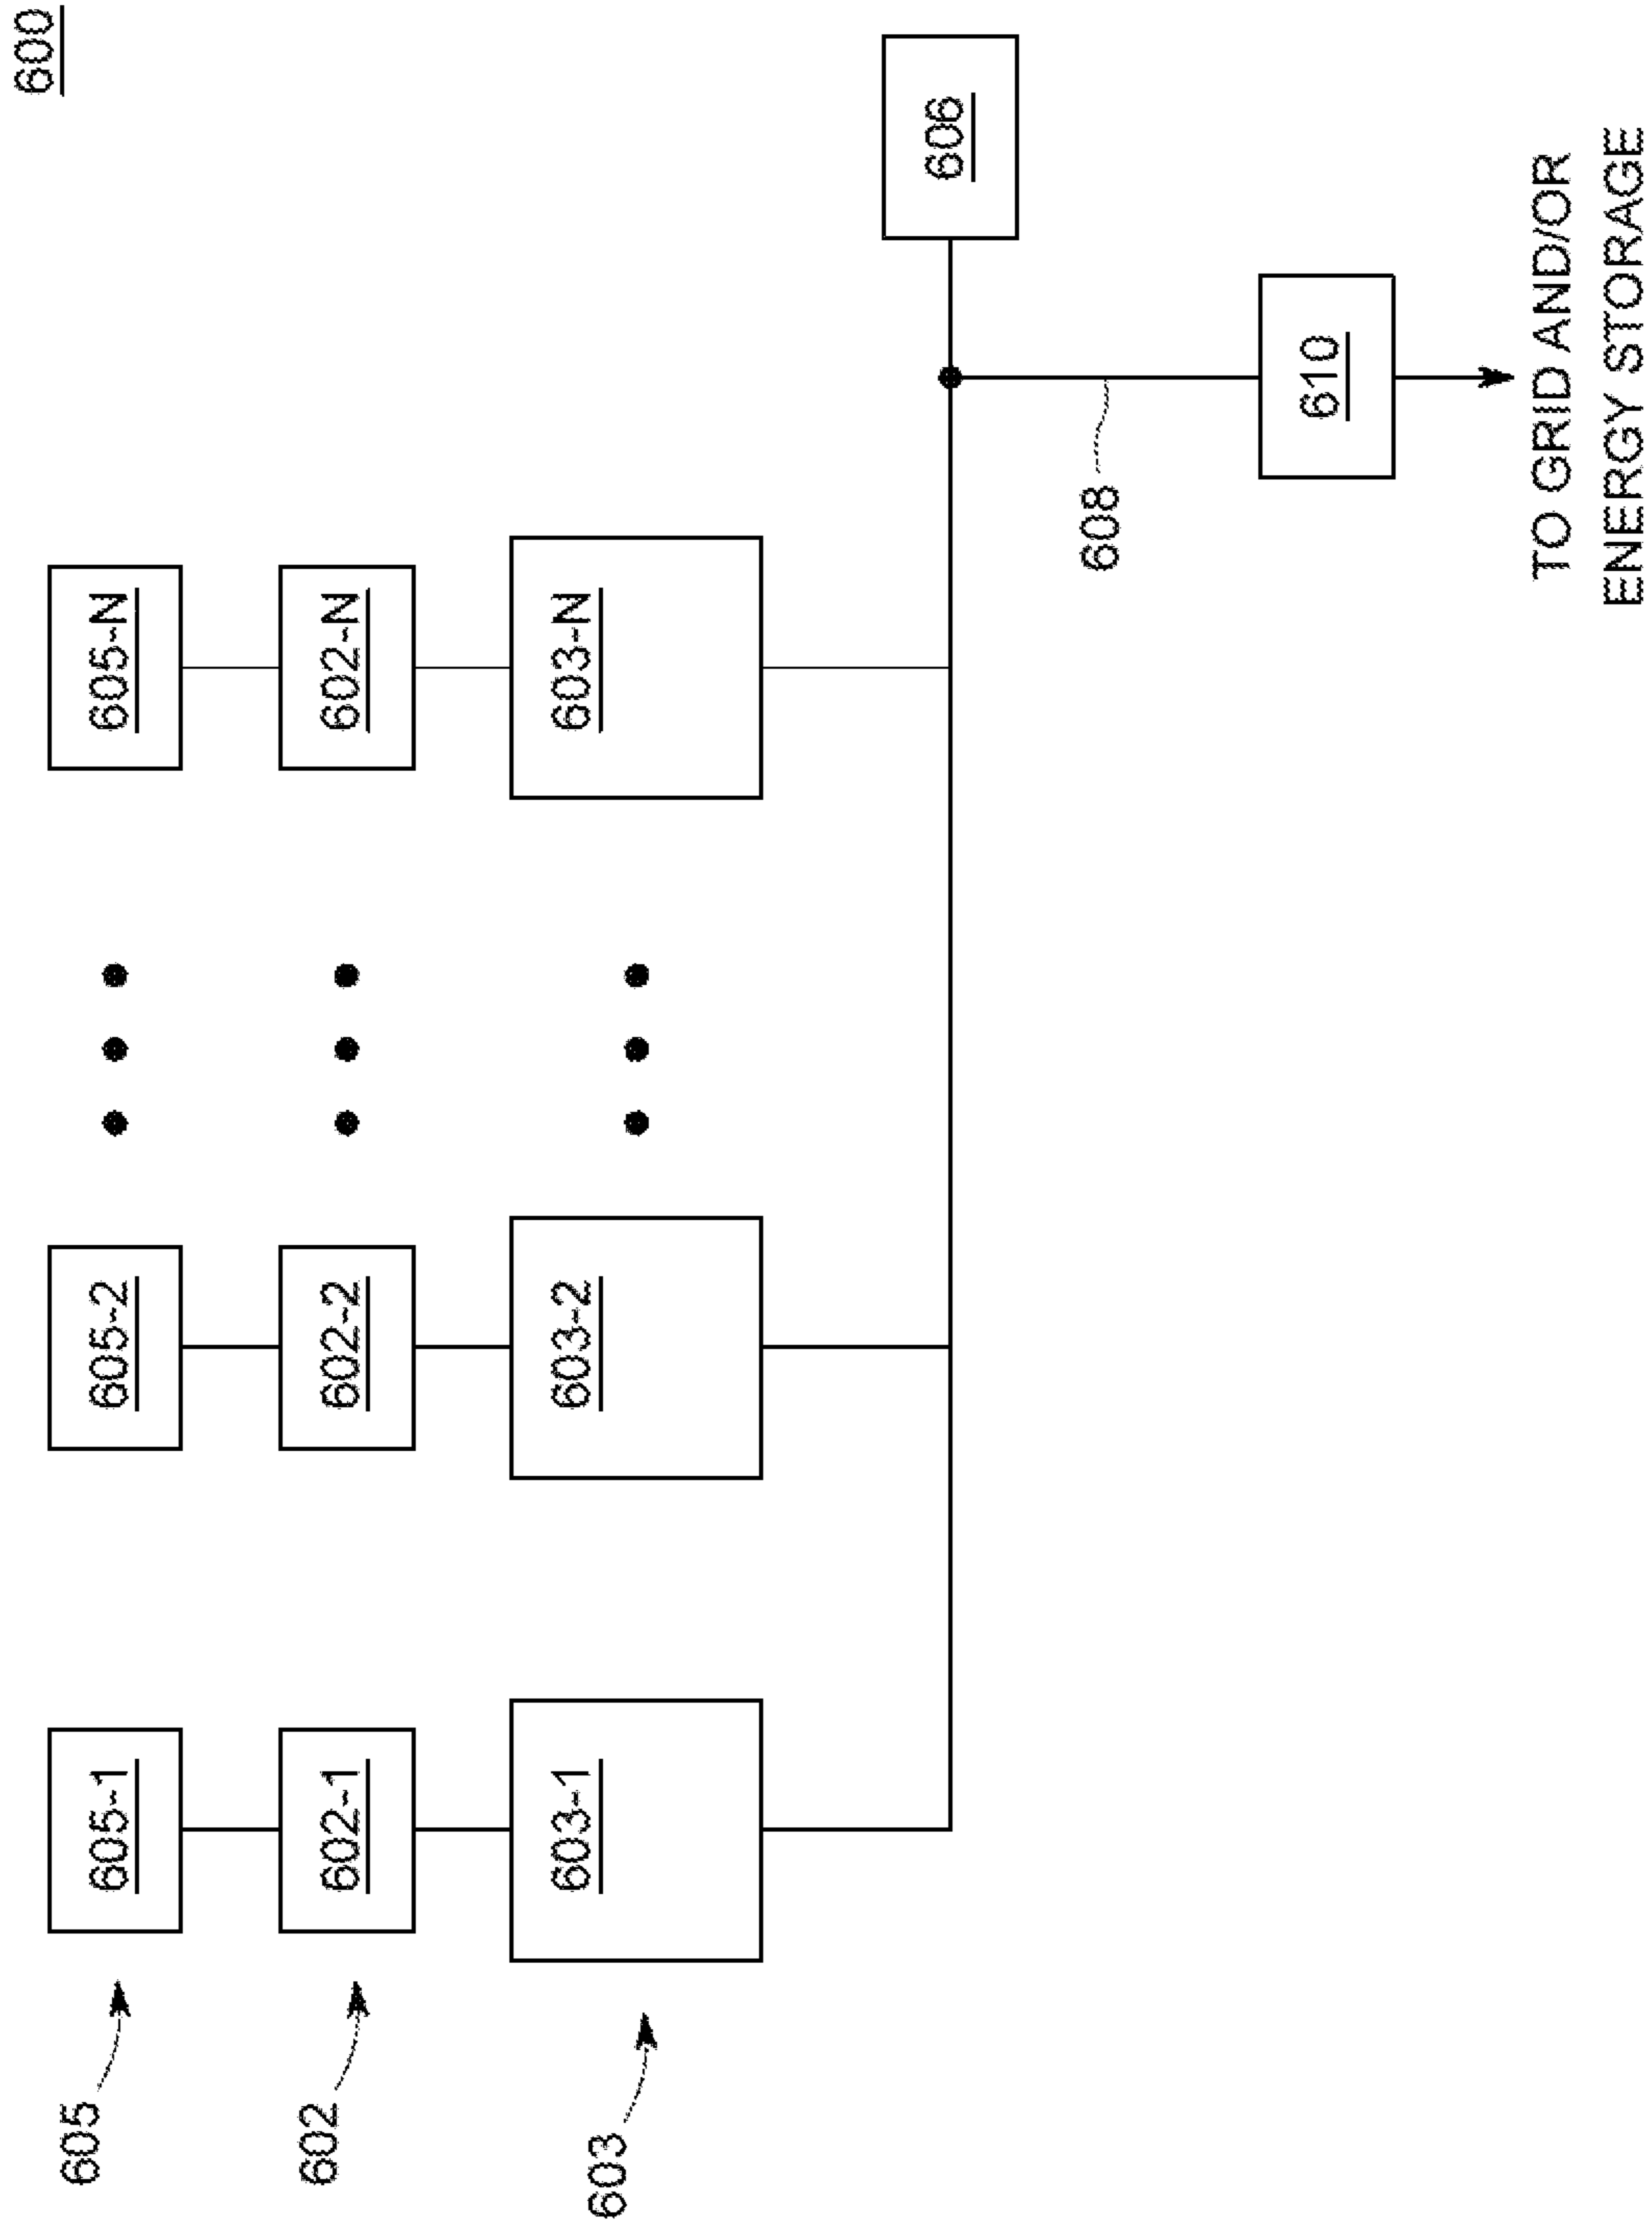 600
605
605-1
605-2
605-N
602
602-1
602-2
602-N
603
603-1
603-2
603-N
606
608
610
TO GRID AND/OR
ENERGY STORAGE